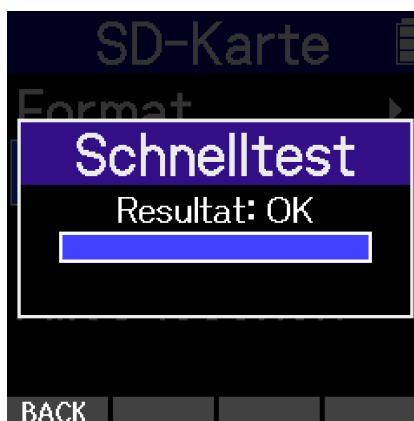 SD-Karte
Format
Schnelltest
Resultat: OK
BACK